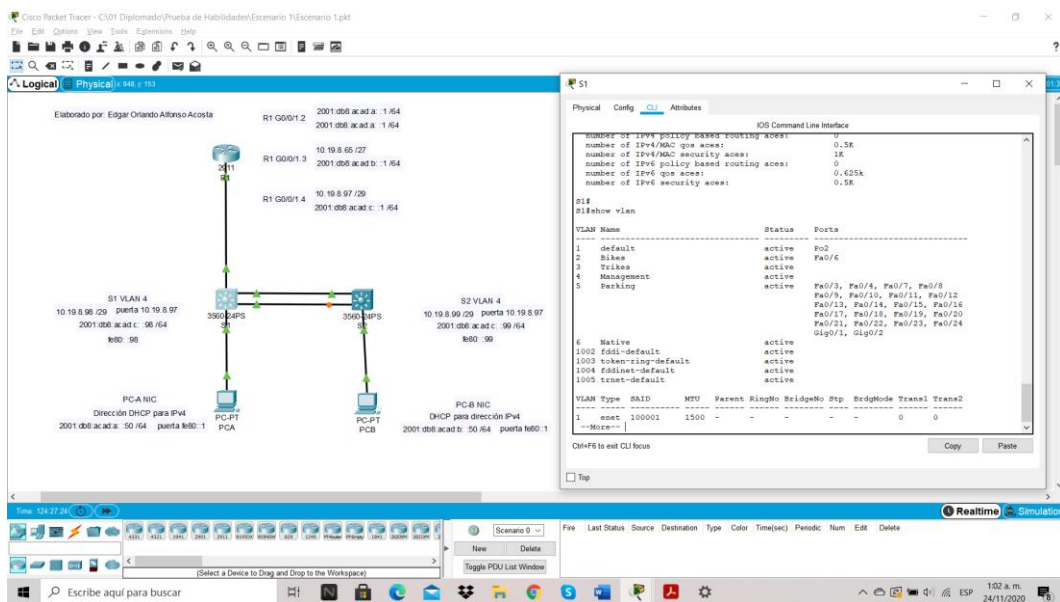 Cisco Packet Tracer - C:\01 Diplomado\Prueba de Habilidades\Escenario 1\Escenario 1.pkt
File Edit Options View Tools Extensions Help
Logical Physical x: 848, y: 153
Elaborado por: Edgar Orlando Alfonso Acosta
R1 G0/0/1.2
2001:db8:acad:a: :1 /64
2001:db8:acad:a: :1 /64
R1 G0/0/1.3
10.19.8.65 /27
2001:db8:acad:b: :1 /64
R1 G0/0/1.4
10.19.8.97 /29
2001:db8:acad:c: :1 /64
2911
R1
S1 VLAN 4
10.19.8.98 /29 puerta 10.19.8.97
2001:db8:acad:c: :98 /64
fe80: :98
3560-24PS
S1
3560-24PS
S2
S2 VLAN 4
10.19.8.99 /29 puerta 10.19.8.97
2001:db8:acad:c: :99 /64
fe80: :99
PC-A NIC
Dirección DHCP para IPv4
2001:db8:acad:a: :50 /64 puerta fe80: :1
PC-PT
PCA
PC-PT
PCB
PC-B NIC
DHCP para dirección IPv4
2001:db8:acad:b: :50 /64 puerta fe80: :1
S1
Physical Config CLI Attributes
IOS Command Line Interface
number of IPv4 policy based routing aces: 0
number of IPv4/MAC qos aces: 0.5K
number of IPv4/MAC security aces: 1K
number of IPv6 policy based routing aces: 0
number of IPv6 qos aces: 0.625k
number of IPv6 security aces: 0.5K
S1#
S1#show vlan
VLAN Name Status Ports
1 default active Po2
2 Bikes active Fa0/6
3 Trikes active
4 Management active
5 Parking active Fa0/3, Fa0/4, Fa0/7, Fa0/8
Fa0/9, Fa0/10, Fa0/11, Fa0/12
Fa0/13, Fa0/14, Fa0/15, Fa0/16
Fa0/17, Fa0/18, Fa0/19, Fa0/20
Fa0/21, Fa0/22, Fa0/23, Fa0/24
Gig0/1, Gig0/2
6 Native active
1002 fddi-default active
1003 token-ring-default active
1004 fddinet-default active
1005 trnet-default active
VLAN Type SAID MTU Parent RingNo BridgeNo Stp BrdgMode Trans1 Trans2
1 enet 100001 1500 - - - - - 0 0
--More--
Ctrl+F6 to exit CLI focus
Copy Paste
Top
Time: 124:27:24
Realtime Simulation
Scenario 0
New Delete
Toggle PDU List Window
Fire Last Status Source Destination Type Color Time(sec) Periodic Num Edit Delete
(Select a Device to Drag and Drop to the Workspace)
Escribe aquí para buscar
ESP
1:02 a. m.
24/11/2020